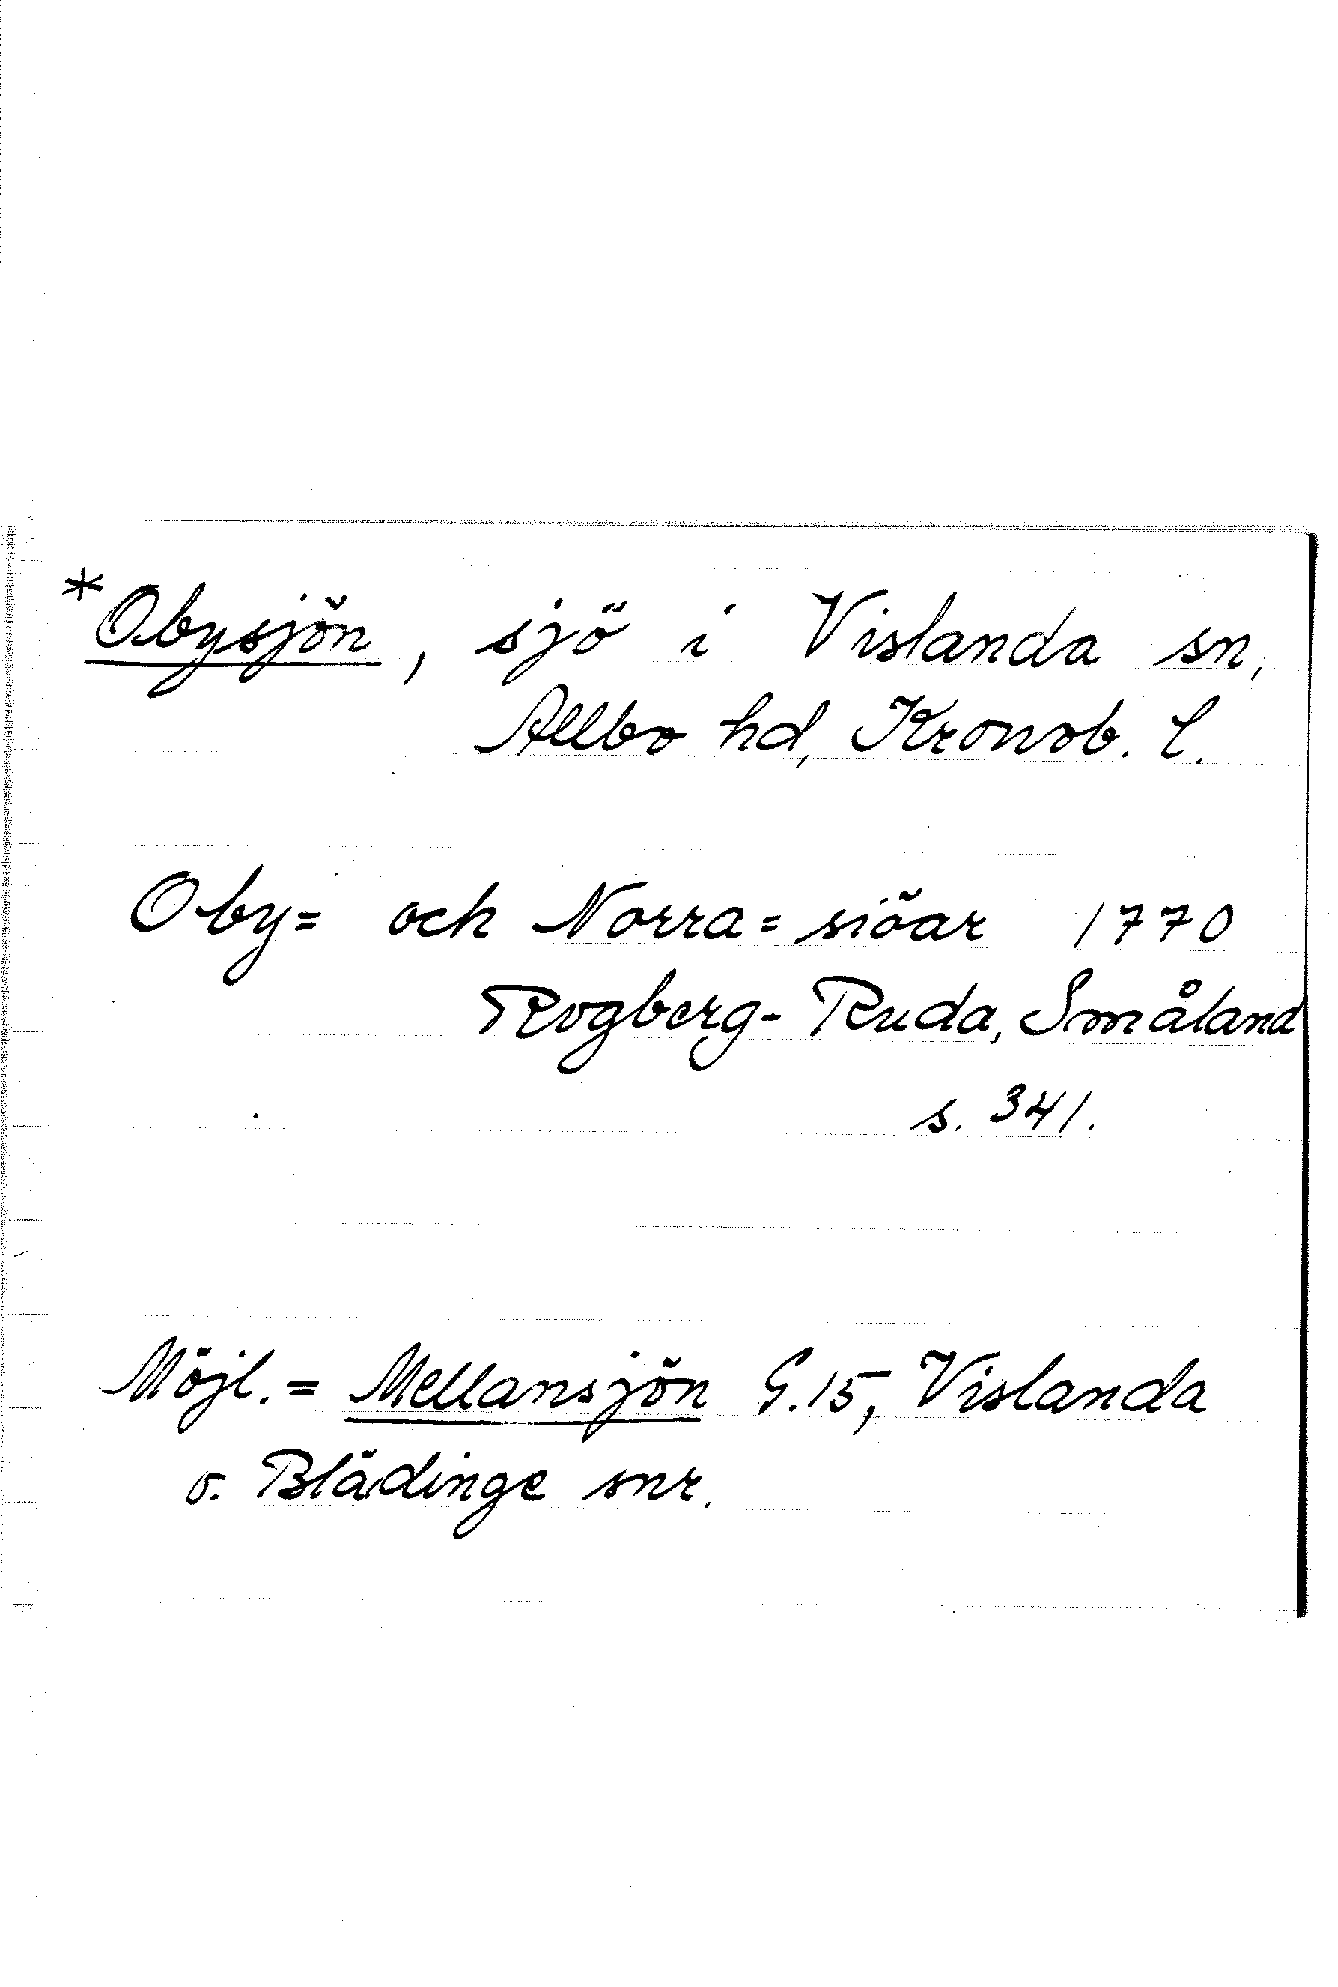 *Obysjön, sjö i Vislanda sn,
Allbo hd, Kronob. l.
Oby= och Norra=siöar 1770
Rogberg-Ruda, Småland
s. 341.
Möjl. = Mellansjön G.15, Vislanda
o. Blädinge snr.